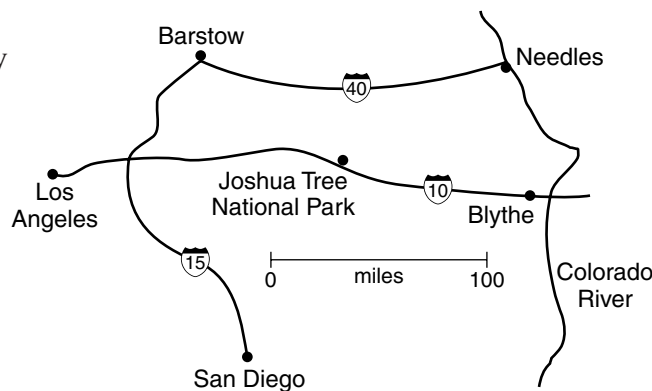 y
Barstow
Needles
40
Los
Angeles
Joshua Tree
National Park
10
Blythe
15
0
miles
100
Colorado
River
San Diego